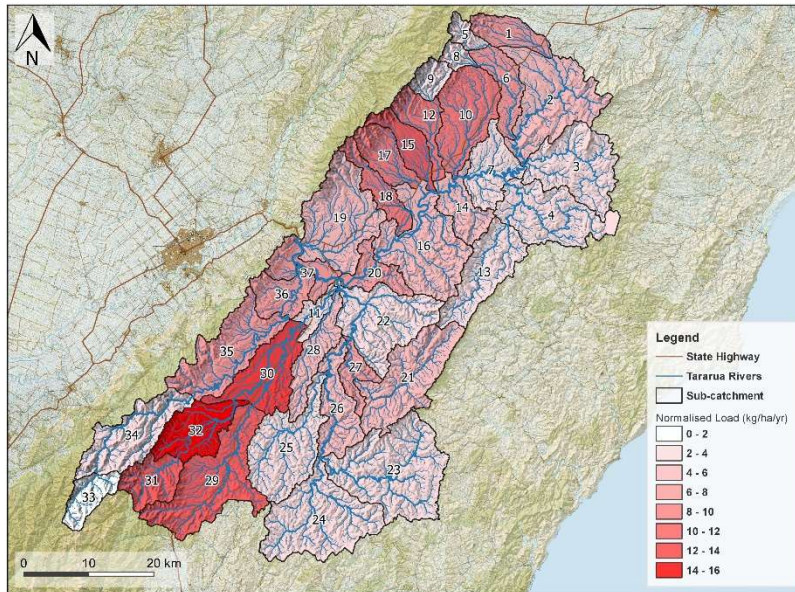 N
5
1
8
9
6
2
12
10
15
17
7
3
18
14
4
19
16
13
20
37
36
11
22
28
35
27
21
30
26
32
34
25
23
31
29
33
24
Legend
State Highway
Tararua Rivers
Sub-catchment
Normalised Load (kg/ha/yr)
0 - 2
2 - 4
4 - 6
6 - 8
8 - 10
10 - 12
12 - 14
14 - 16
0 10 20 km